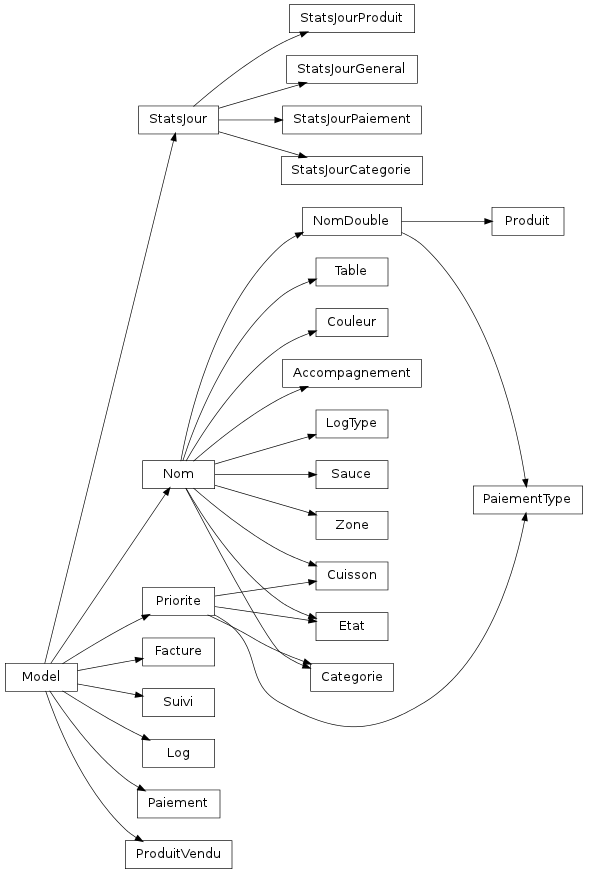 StatsJourProduit
StatsJourGeneral
StatsJour
StatsJourPaiement
StatsJourCategorie
NomDouble
Produit
Table
Couleur
Accompagnement
LogType
Nom
Sauce
PaiementType
Zone
Cuisson
Priorite
Etat
Facture
Model
Categorie
Suivi
Log
Paiement
ProduitVendu